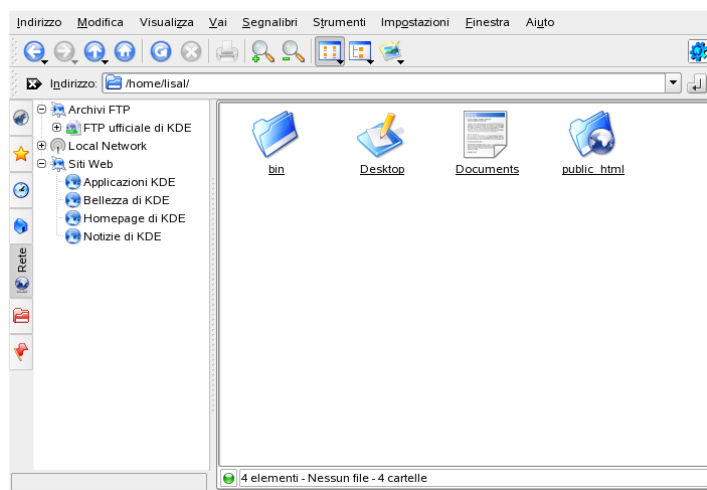 Indirizzo Modifica Visualizza Vai Segnalibri Strumenti Impostazioni Finestra Aiuto
Indirizzo: /home/lisal/
Archivi FTP
FTP ufficiale di KDE
Local Network
Siti Web
Applicazioni KDE
Bellezza di KDE
Homepage di KDE
Notizie di KDE
Rete
bin Desktop Documents public_html
4 elementi - Nessun file - 4 cartelle